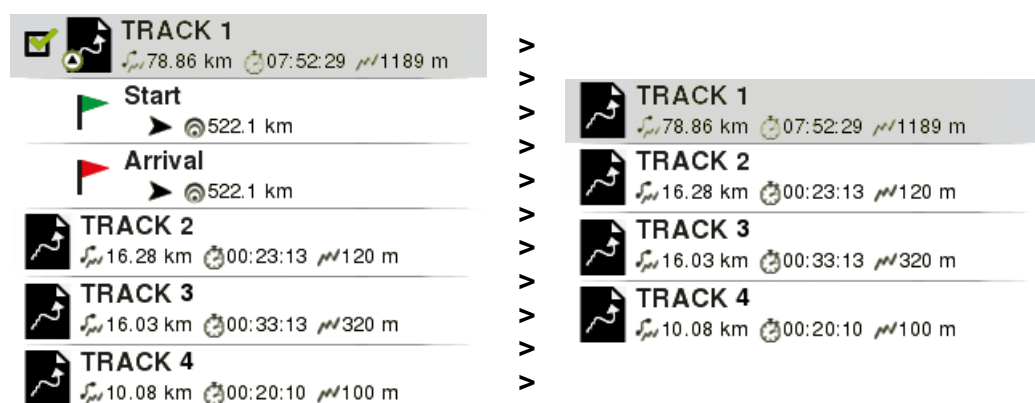 TRACK 1
78.86 km 07:52:29 1189 m
Start
522.1 km
Arrival
522.1 km
TRACK 2
16.28 km 00:23:13 120 m
TRACK 3
16.03 km 00:33:13 320 m
TRACK 4
10.08 km 00:20:10 100 m
>
>
>
>
>
>
>
>
>
>
>
TRACK 1
78.86 km 07:52:29 1189 m
TRACK 2
16.28 km 00:23:13 120 m
TRACK 3
16.03 km 00:33:13 320 m
TRACK 4
10.08 km 00:20:10 100 m